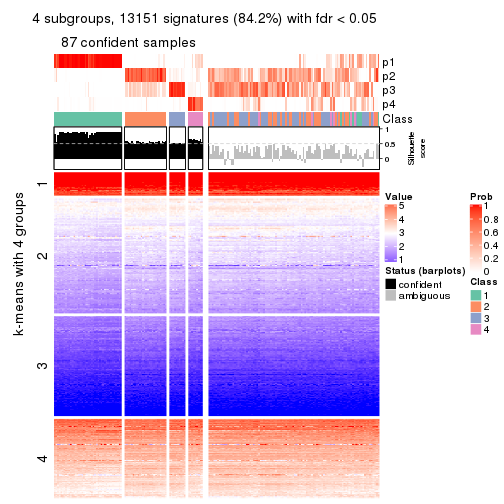 4 subgroups, 13151 signatures (84.2%) with fdr < 0.05
87 confident samples
p1
p2
p3
p4
Class
1
0.5
0
Silhouette
score
k-means with 4 groups
1
2
3
4
Value
5
4
3
2
1
Status (barplots)
confident
ambiguous
Prob
1
0.8
0.6
0.4
0.2
0
Class
1
2
3
4